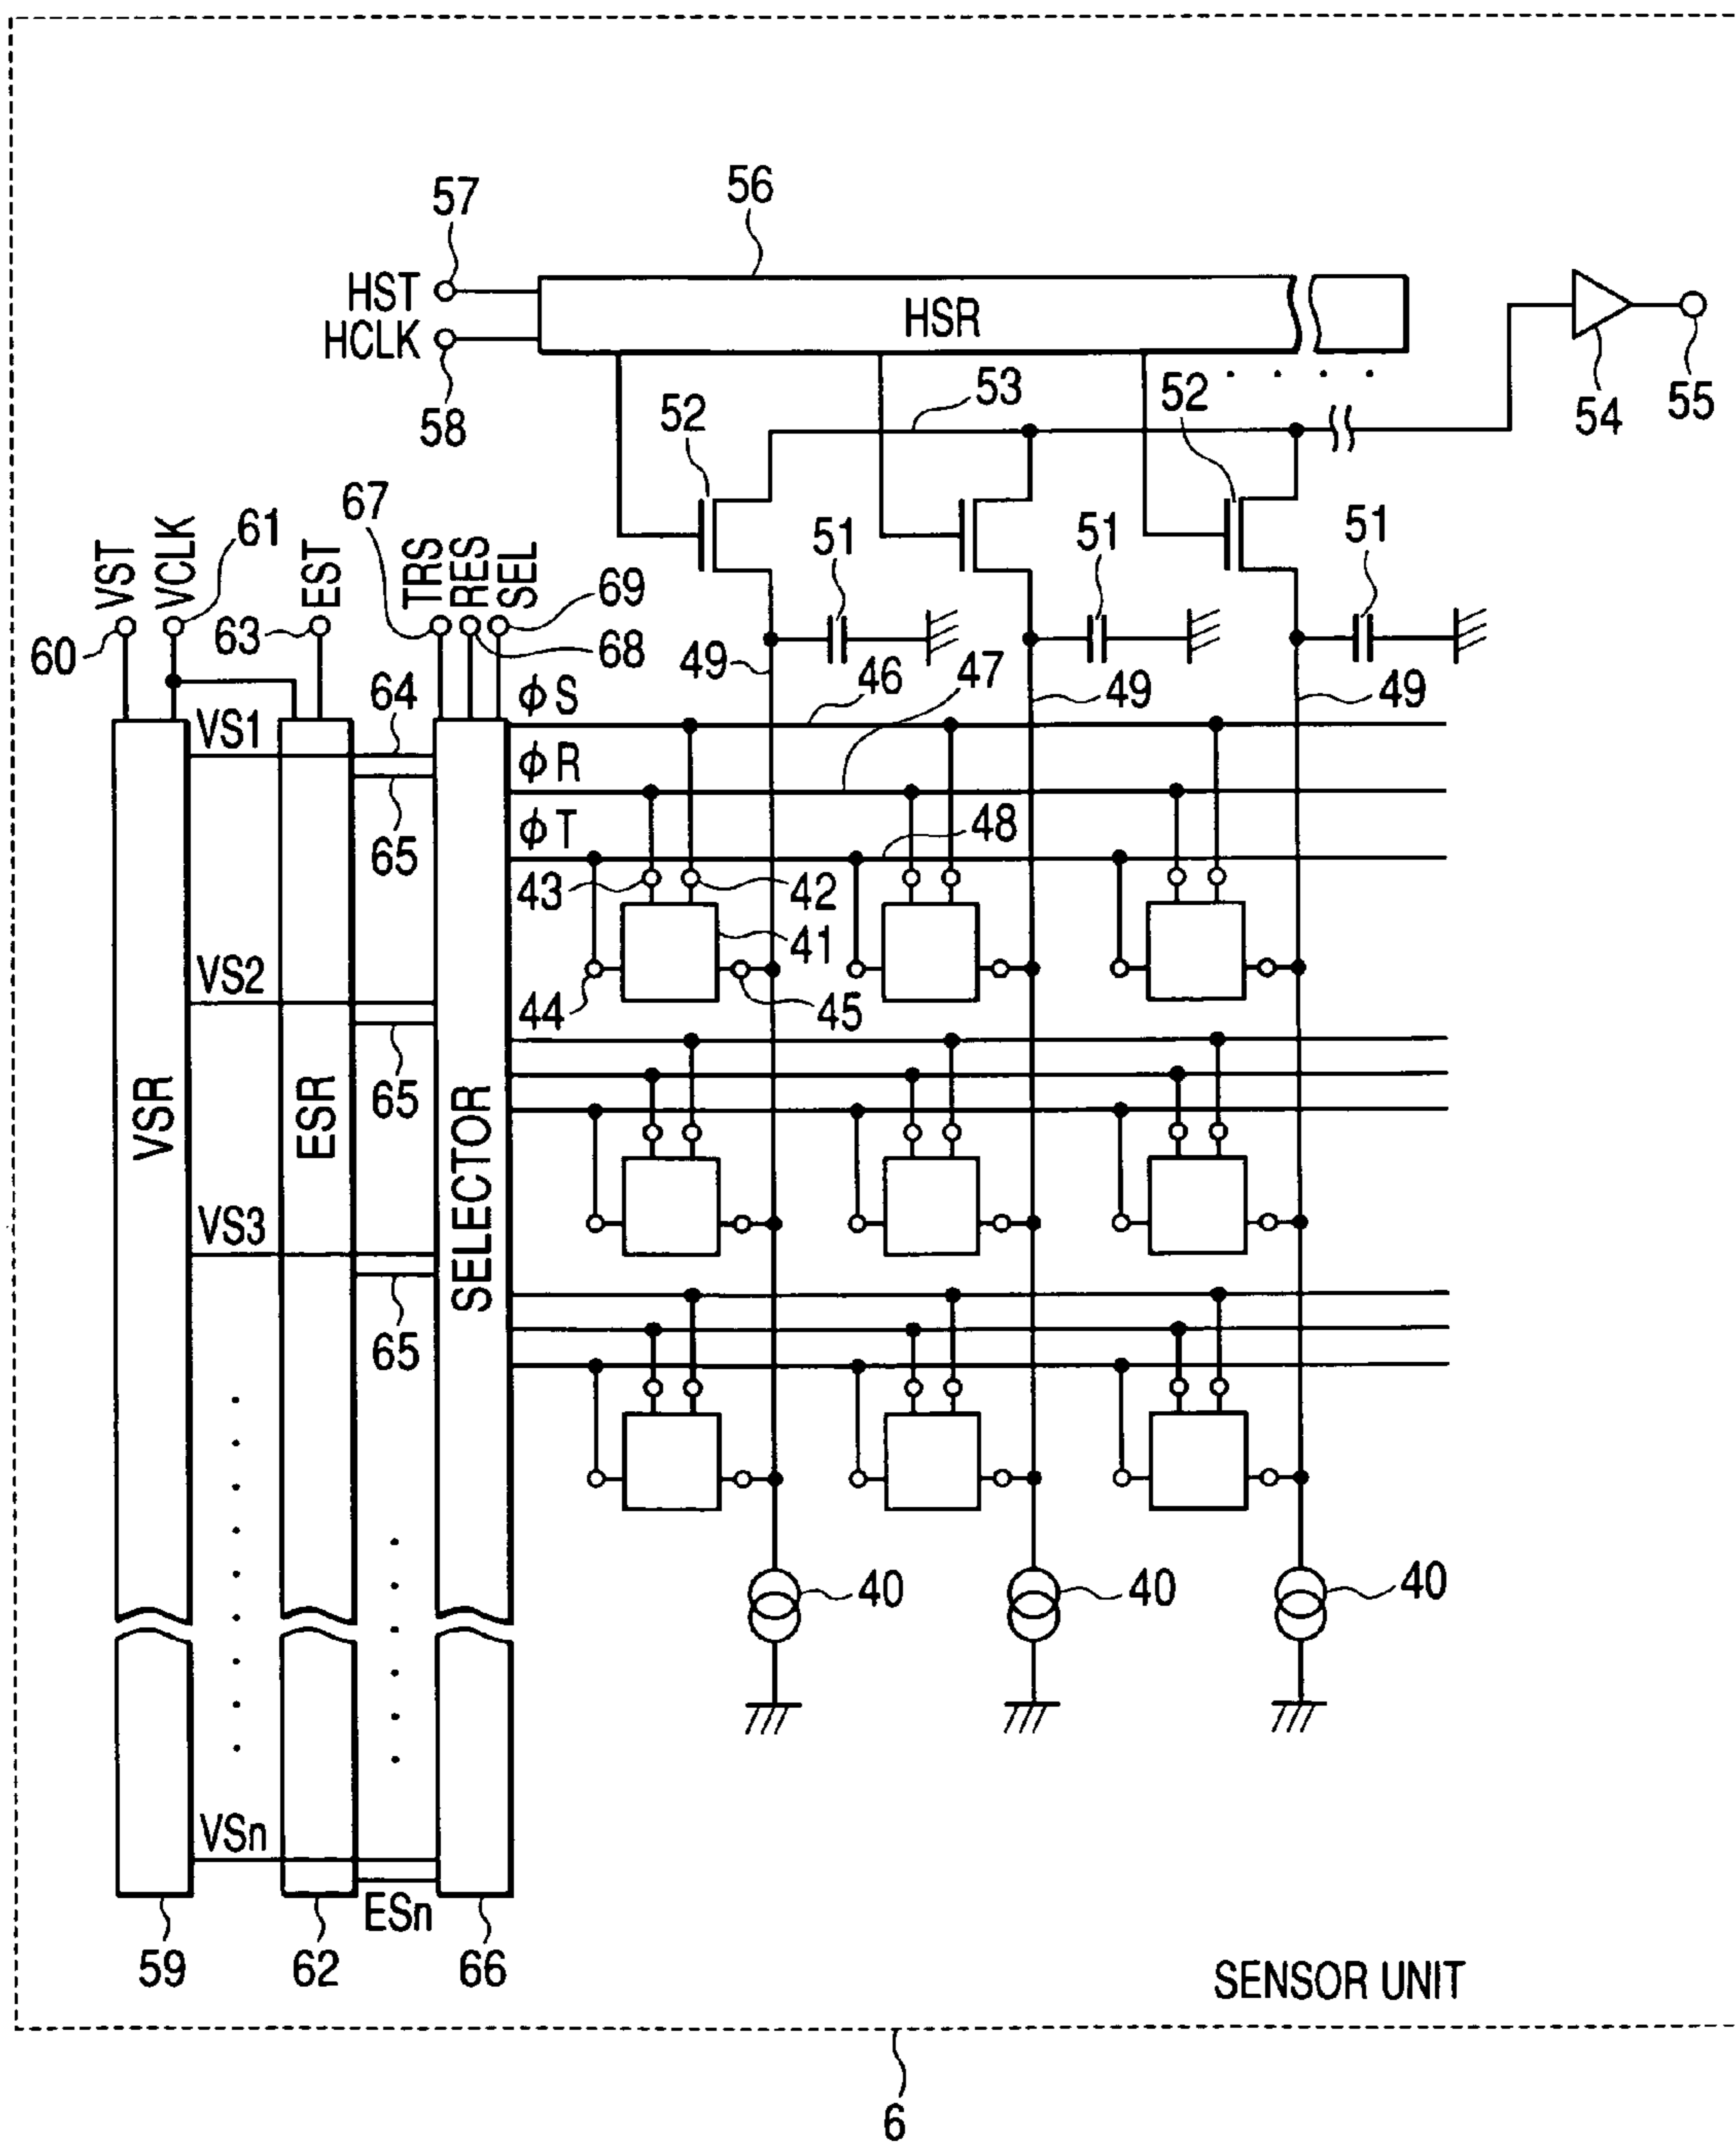 57
56
HST
HCLK
HSR
58
52
53
52
54
55
67
61
VST
VCLK
EST
TRS
RES
SEL
69
51
51
51
60
63
68
64
49
46
47
49
49
φS
VS1
φR
φT
65
48
43
42
41
VS2
44
45
65
VSR
ESR
SELECTOR
VS3
65
40
40
40
VSn
ESn
59
62
66
SENSOR UNIT
6